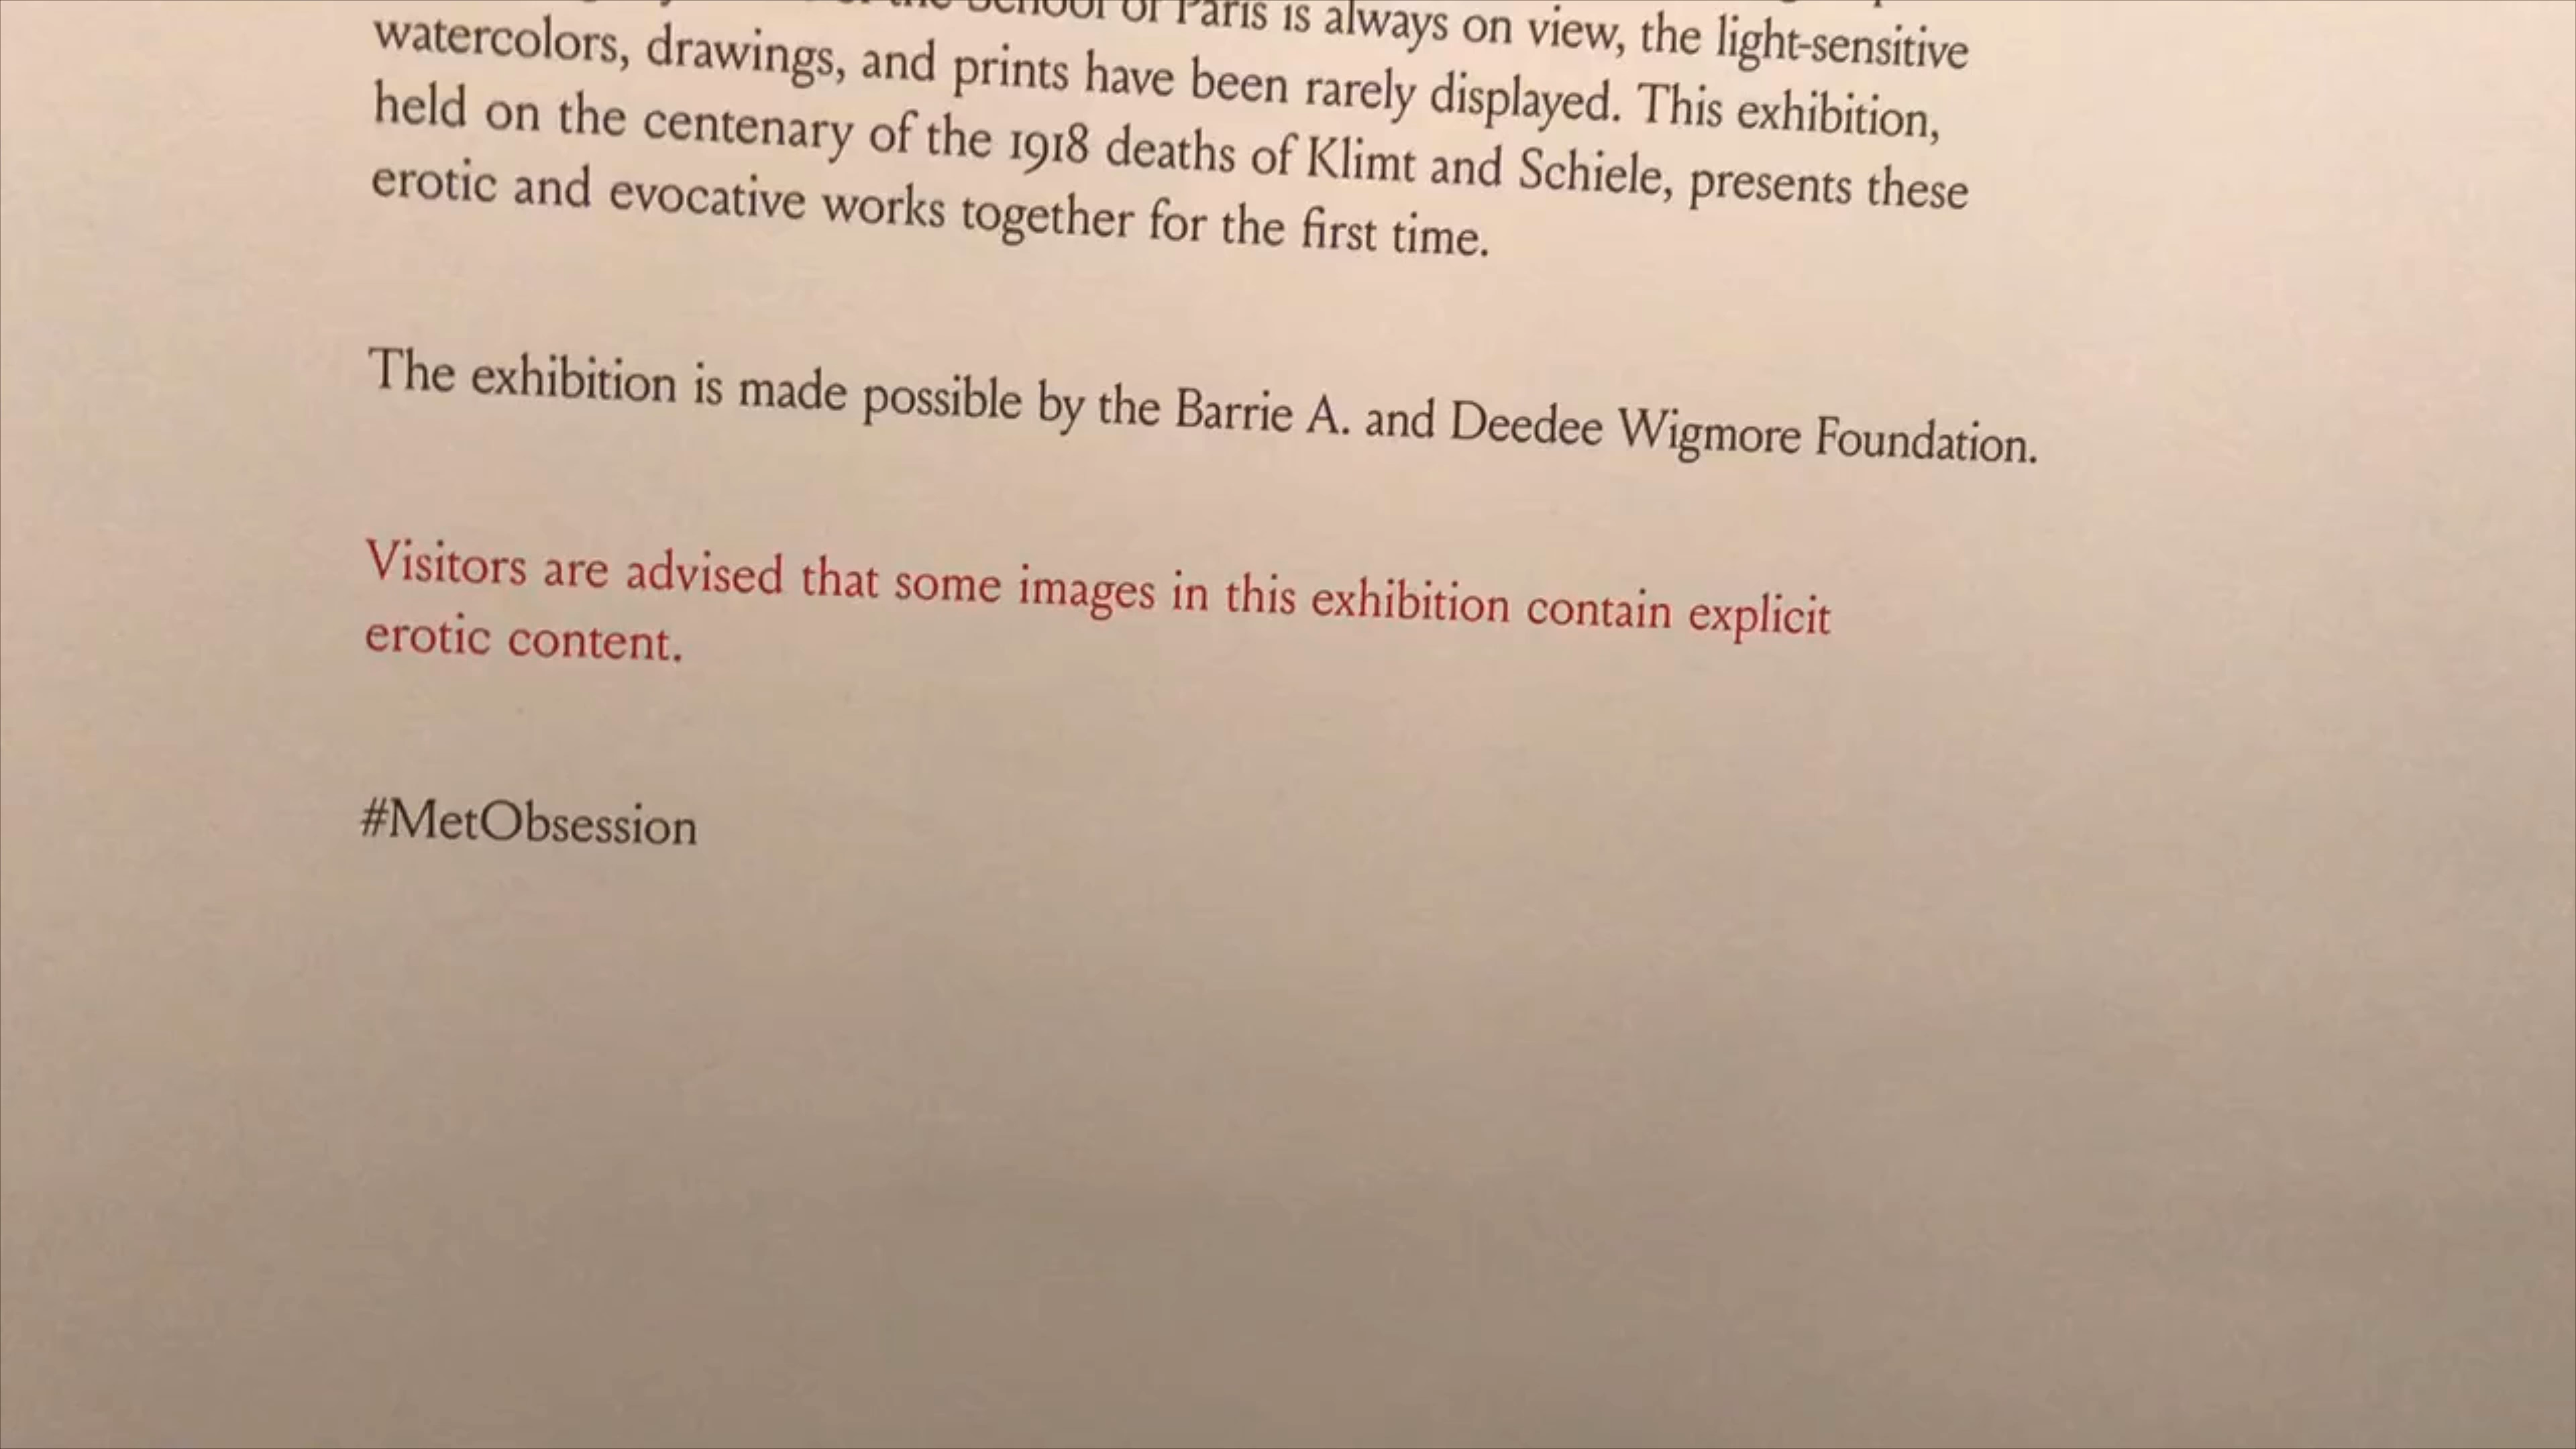 School of Paris is always on view, the light-sensitive
watercolors, drawings, and prints have been rarely displayed. This exhibition,
held on the centenary of the 1918 deaths of Klimt and Schiele, presents these
erotic and evocative works together for the first time.
The exhibition is made possible by the Barrie A. and Deedee Wigmore Foundation.
Visitors are advised that some images in this exhibition contain explicit
erotic content.
#MetObsession